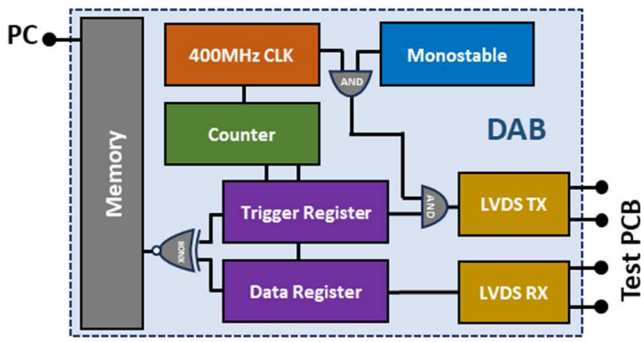 PC
400MHz CLK
Monostable
AND
DAB
Counter
Memory
Trigger Register
AND
LVDS TX
XNOR
Data Register
LVDS RX
Test PCB